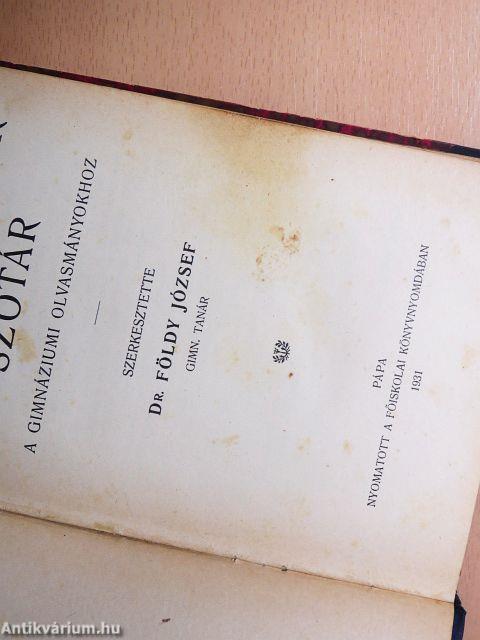 SZÓTÁR
A GIMNÁZIUMI OLVASMÁNYOKHOZ
SZERKESZTETTE
DR. FÖLDY JÓZSEF
GIMN. TANÁR
PÁPA
NYOMATOTT A FŐISKOLAI KÖNYVNYOMDÁBAN
1931
Antikvárium.hu